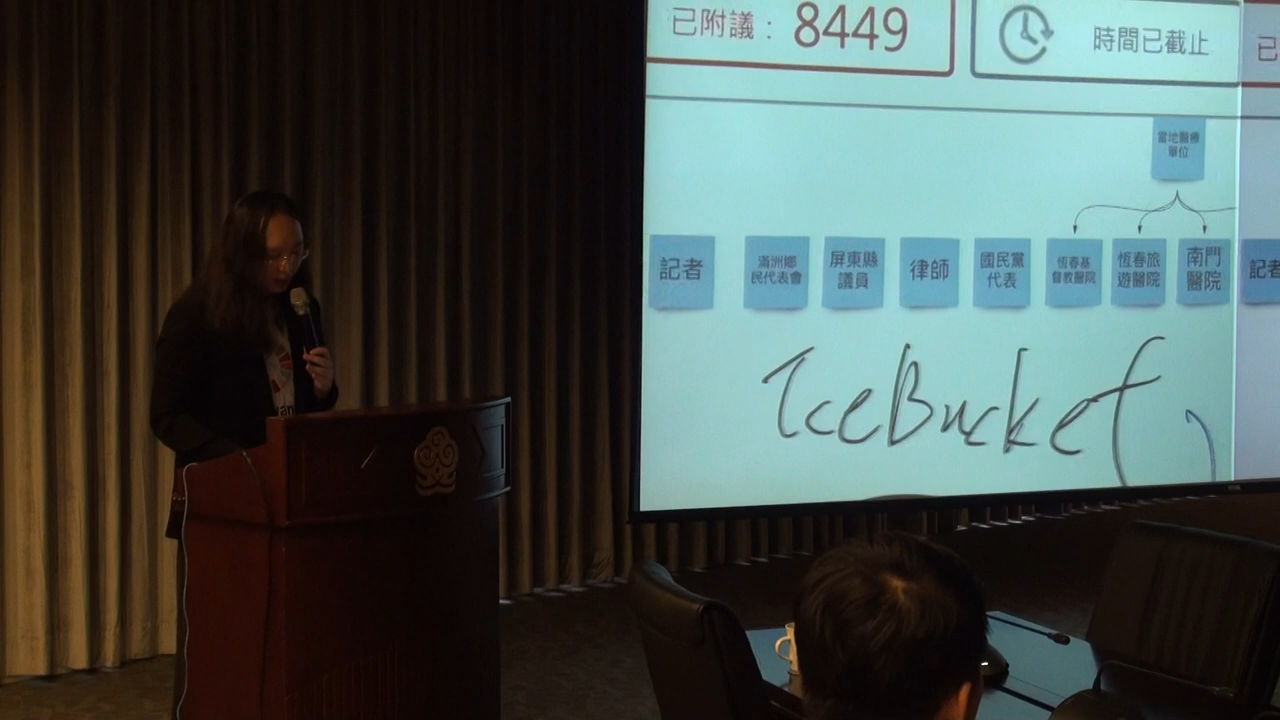 已附議： 8449
時間已截止
已
當地醫療
單位
記者
滿洲鄉
民代表會
屏東縣
議員
律師
國民黨
代表
恆春基
督教醫院
恆春旅
遊醫院
南門
醫院
記者
IceBucket
wan